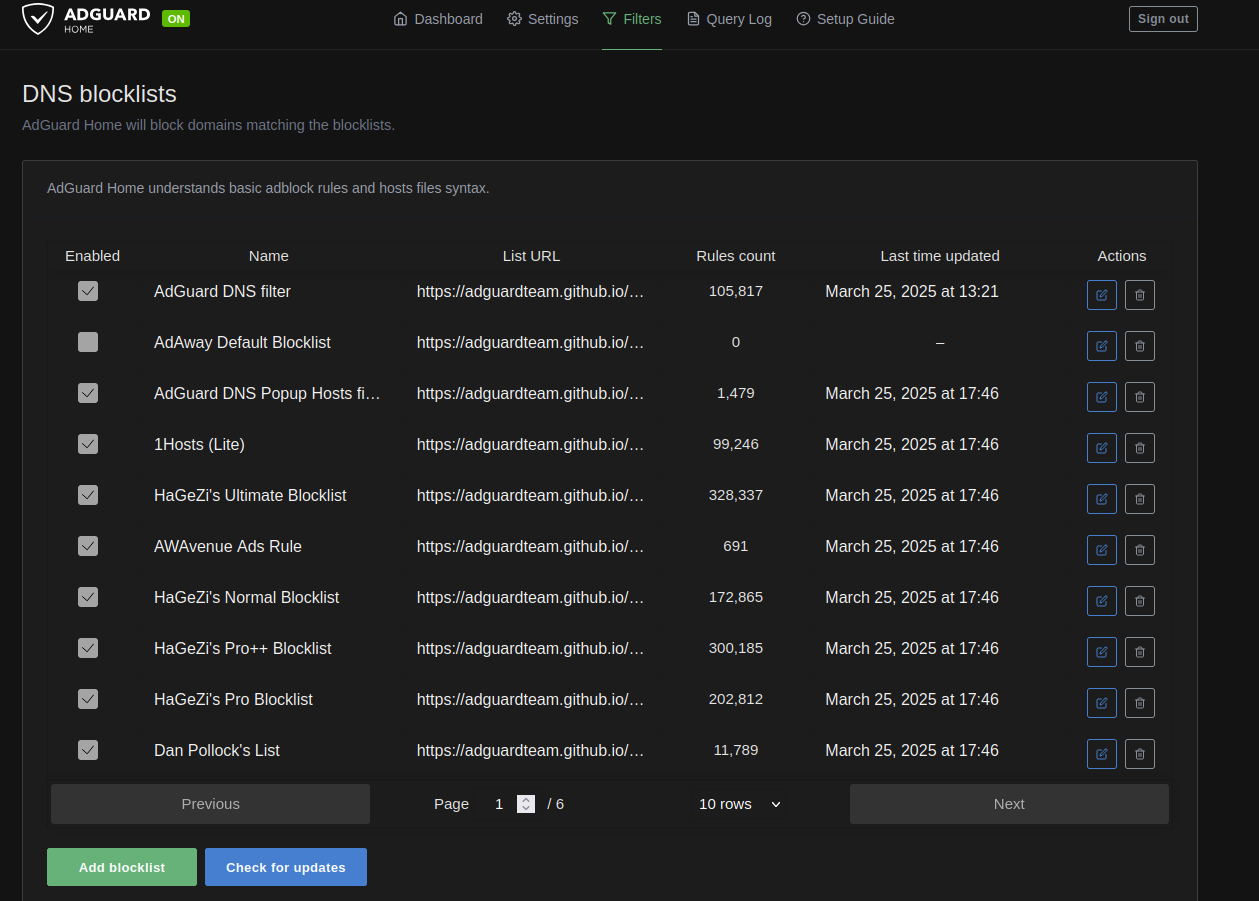 ADGUARD HOME ON Dashboard Settings Filters Query Log Setup Guide Sign out
DNS blocklists
AdGuard Home will block domains matching the blocklists.
AdGuard Home understands basic adblock rules and hosts files syntax.
Enabled Name List URL Rules count Last time updated Actions
AdGuard DNS filter https://adguardteam.github.io/… 105,817 March 25, 2025 at 13:21
AdAway Default Blocklist https://adguardteam.github.io/… 0 –
AdGuard DNS Popup Hosts fi… https://adguardteam.github.io/… 1,479 March 25, 2025 at 17:46
1Hosts (Lite) https://adguardteam.github.io/… 99,246 March 25, 2025 at 17:46
HaGeZi's Ultimate Blocklist https://adguardteam.github.io/… 328,337 March 25, 2025 at 17:46
AWAvenue Ads Rule https://adguardteam.github.io/… 691 March 25, 2025 at 17:46
HaGeZi's Normal Blocklist https://adguardteam.github.io/… 172,865 March 25, 2025 at 17:46
HaGeZi's Pro++ Blocklist https://adguardteam.github.io/… 300,185 March 25, 2025 at 17:46
HaGeZi's Pro Blocklist https://adguardteam.github.io/… 202,812 March 25, 2025 at 17:46
Dan Pollock's List https://adguardteam.github.io/… 11,789 March 25, 2025 at 17:46
Previous Page 1 / 6 10 rows Next
Add blocklist Check for updates